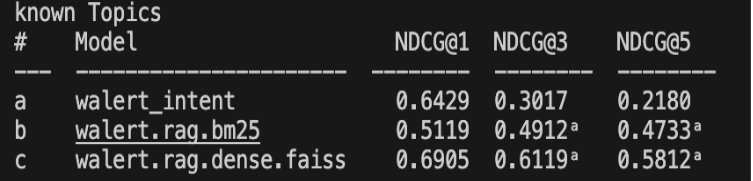 known Topics
# Model NDCG@1 NDCG@3 NDCG@5
--- ---------------------- -------- -------- --------
a walert_intent 0.6429 0.3017 0.2180
b walert.rag.bm25 0.5119 0.4912ᵃ 0.4733ᵃ
c walert.rag.dense.faiss 0.6905 0.6119ᵃ 0.5812ᵃ